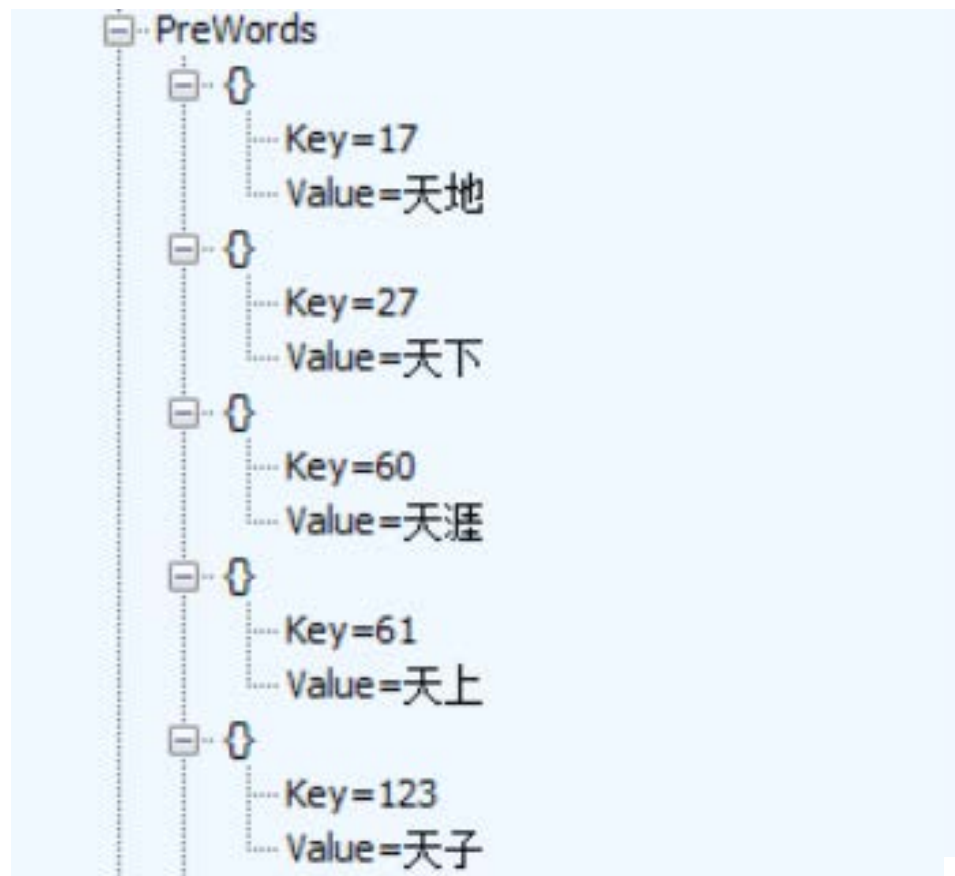 PreWords
{}
Key=17
Value=天地
{}
Key=27
Value=天下
{}
Key=60
Value=天涯
{}
Key=61
Value=天上
{}
Key=123
Value=天子